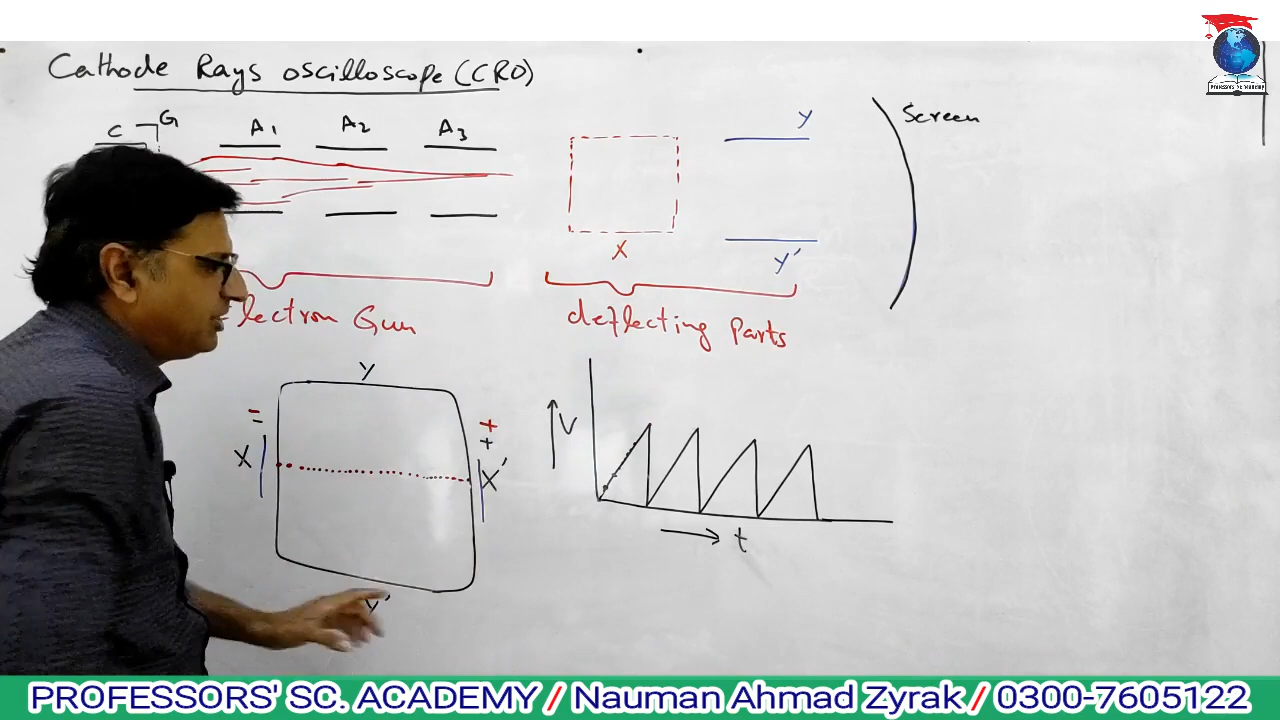 Cathode Rays oscilloscope (CRO)
C G A1 A2 A3
Y
Screen
X
Y'
lectron Gun
deflecting Parts
Y
= + +
X X'
Y'
V
t
PROFESSORS' SC. ACADEMY / Nauman Ahmad Zyrak / 0300-7605122